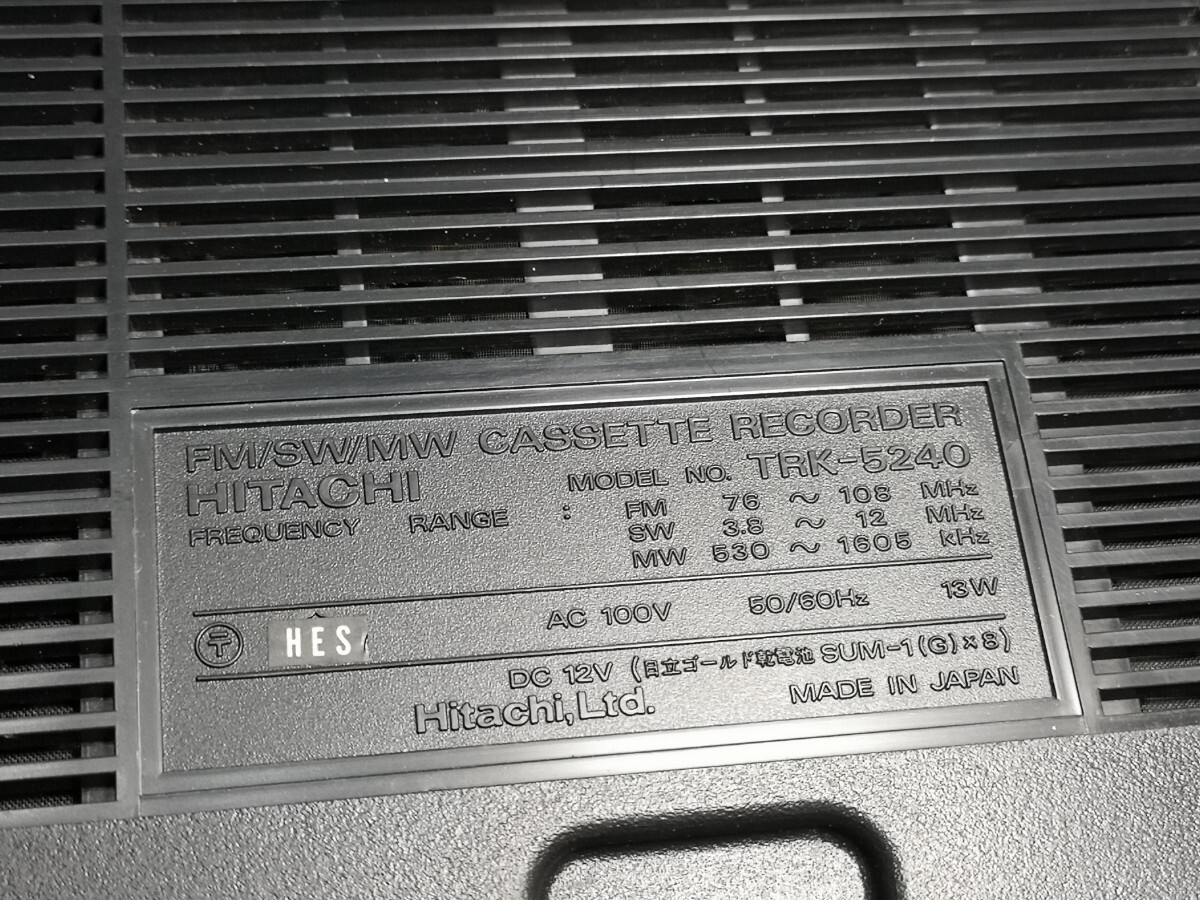 FM/SW/MW CASSETTE RECORDER
HITACHI MODEL NO. TRK-5240
FREQUENCY RANGE : FM 76 ~ 108 MHz
SW 3.8 ~ 12 MHz
MW 530 ~ 1605 kHz
〒 HES AC 100V 50/60Hz 13W
DC 12V (日立ゴールド乾電池 SUM-1(G)×8)
Hitachi,Ltd. MADE IN JAPAN